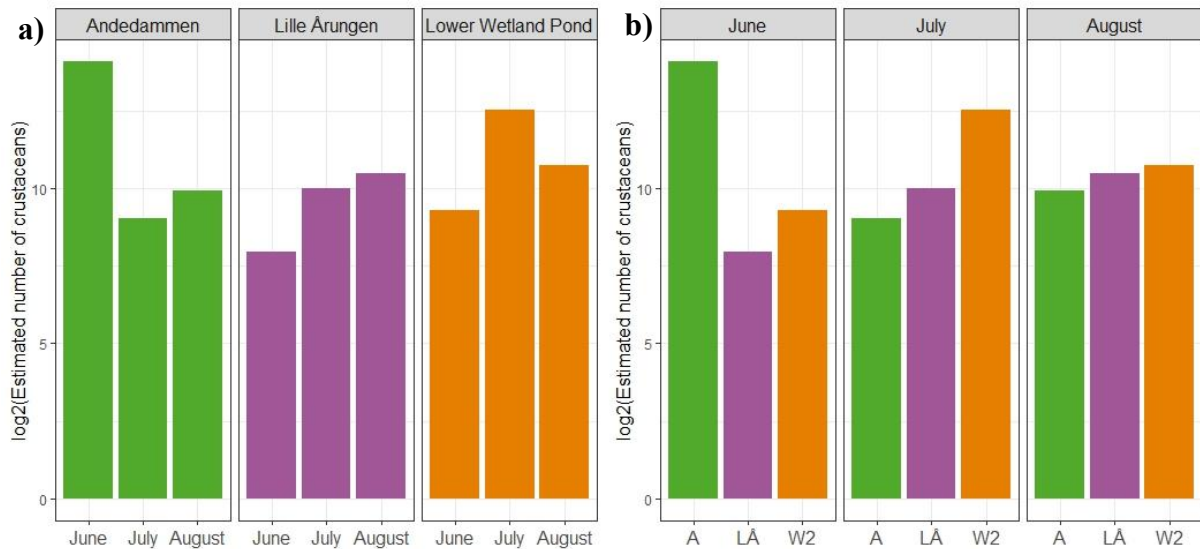 a)
Andedammen Lille Årungen Lower Wetland Pond
log2(Estimated number of crustaceans)
10
5
0
June July August June July August June July August
b)
June July August
log2(Estimated number of crustaceans)
10
5
0
A LÅ W2 A LÅ W2 A LÅ W2